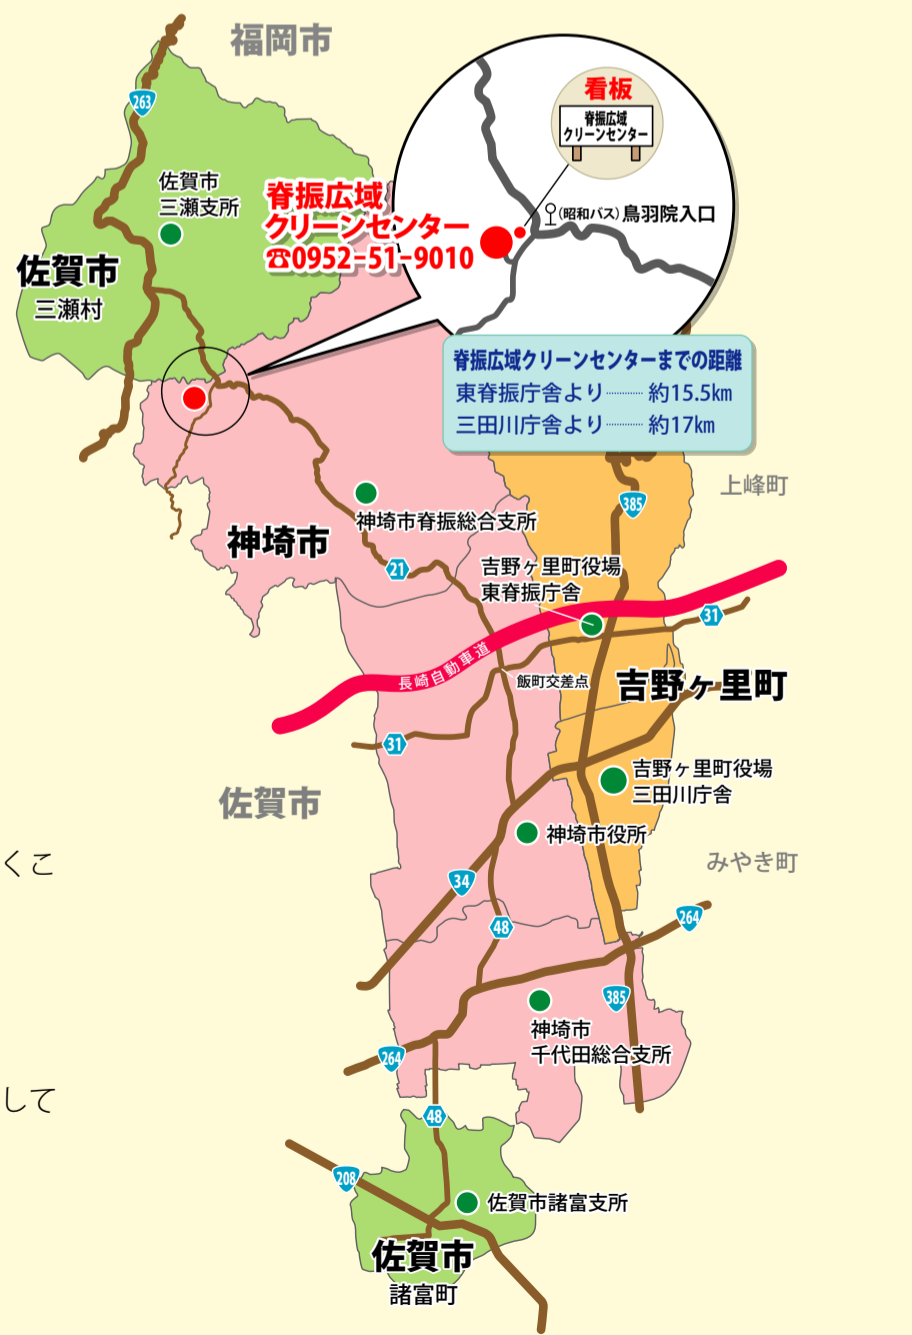 福岡市
263
看板
脊振広域
クリーンセンター
佐賀市
三瀬支所
脊振広域
クリーンセンター
☎0952-51-9010
(昭和バス)鳥羽院入口
佐賀市
三瀬村
脊振広域クリーンセンターまでの距離
東脊振庁舎より………… 約15.5㎞
三田川庁舎より………… 約17㎞
上峰町
385
神埼市脊振総合支所
神埼市
21
吉野ヶ里町役場
東脊振庁舎
31
長崎自動車道
飯町交差点
吉野ヶ里町
31
吉野ヶ里町役場
三田川庁舎
佐賀市
神埼市役所
みやき町
くこ
34
264
48
385
神埼市
千代田総合支所
264
して
48
208
佐賀市諸富支所
佐賀市
諸富町